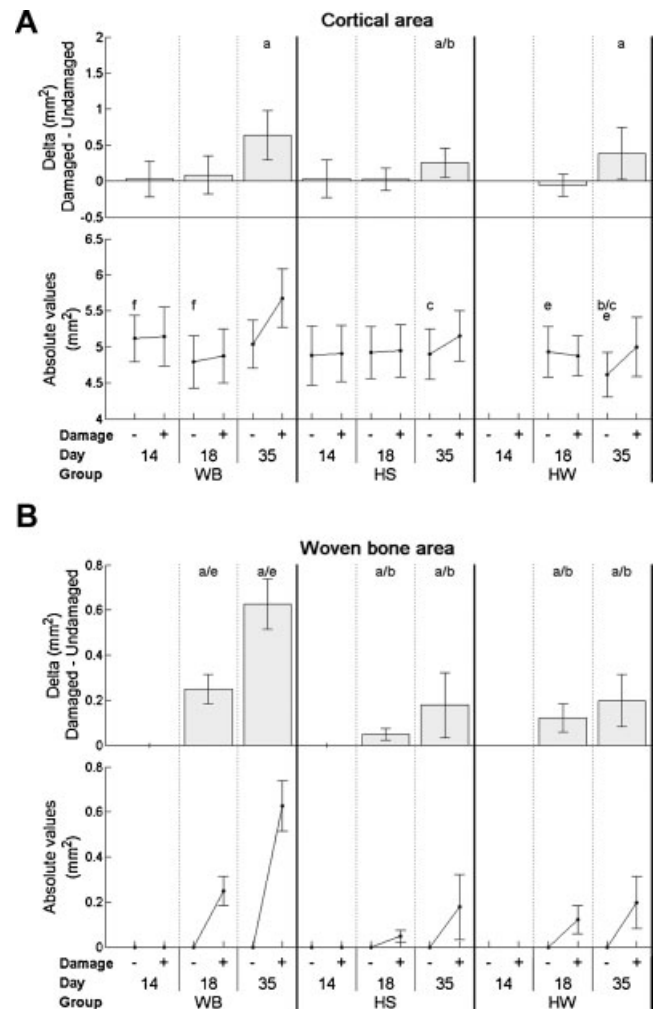 A
Cortical area
Delta (mm²)
Damaged - Undamaged
2
1.5
1
0.5
0
-0.5
a
a/b
a
Absolute values
(mm²)
6.5
6
5.5
5
4.5
4
f
f
c
e
b/c
e
Damage - + - + - + - + - + - + - + - + - +
Day 14 18 35 14 18 35 14 18 35
Group WB HS HW
B
Woven bone area
Delta (mm²)
Damaged - Undamaged
0.8
0.6
0.4
0.2
0
a/e
a/e
a/b
a/b
a/b
a/b
Absolute values
(mm²)
0.8
0.6
0.4
0.2
0
Damage - + - + - + - + - + - + - + - + - +
Day 14 18 35 14 18 35 14 18 35
Group WB HS HW